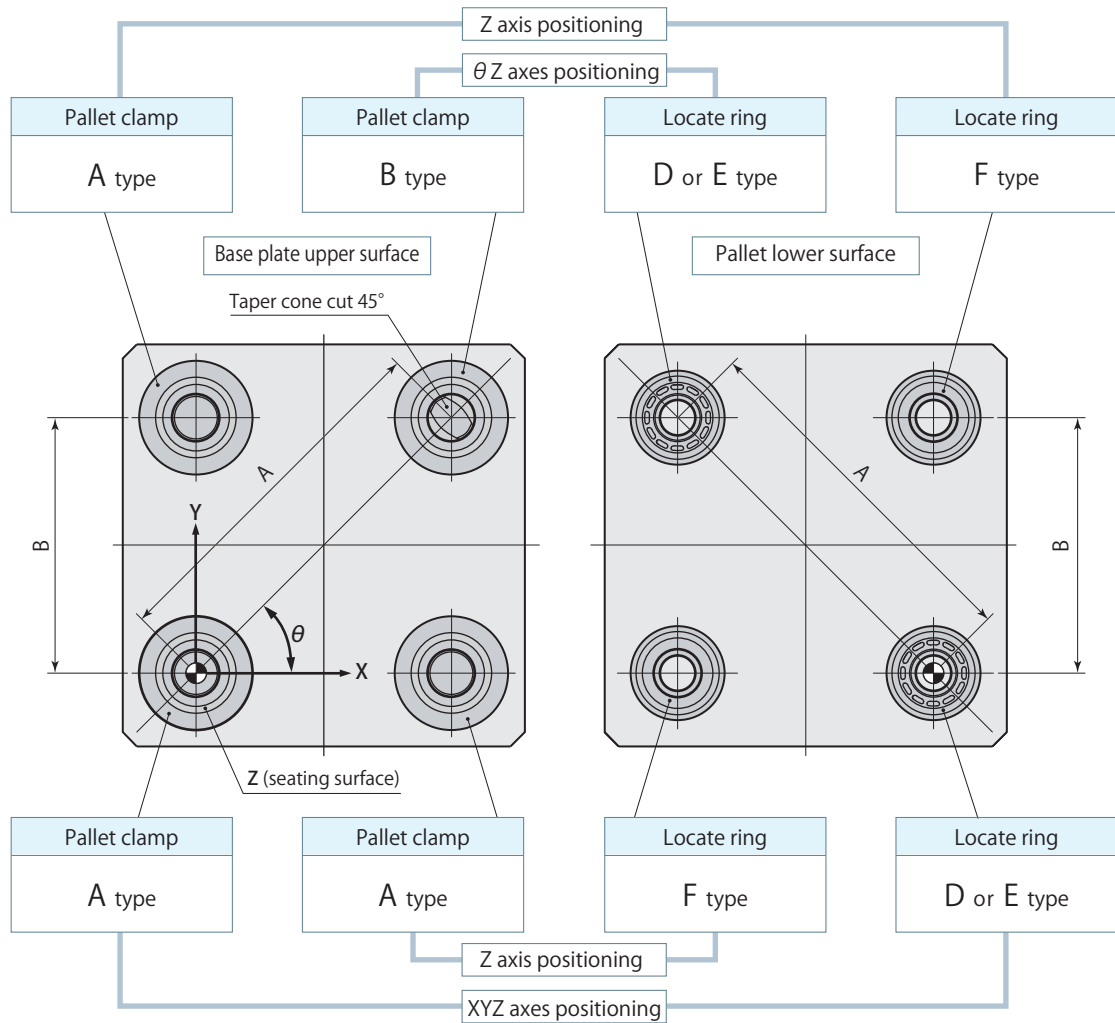 Z axis positioning
θ Z axes positioning
Pallet clamp
A type
Pallet clamp
B type
Locate ring
D or E type
Locate ring
F type
Base plate upper surface
Pallet lower surface
Taper cone cut 45°
A
A
B
B
Y
θ
X
Z (seating surface)
Pallet clamp
A type
Pallet clamp
A type
Locate ring
F type
Locate ring
D or E type
Z axis positioning
XYZ axes positioning